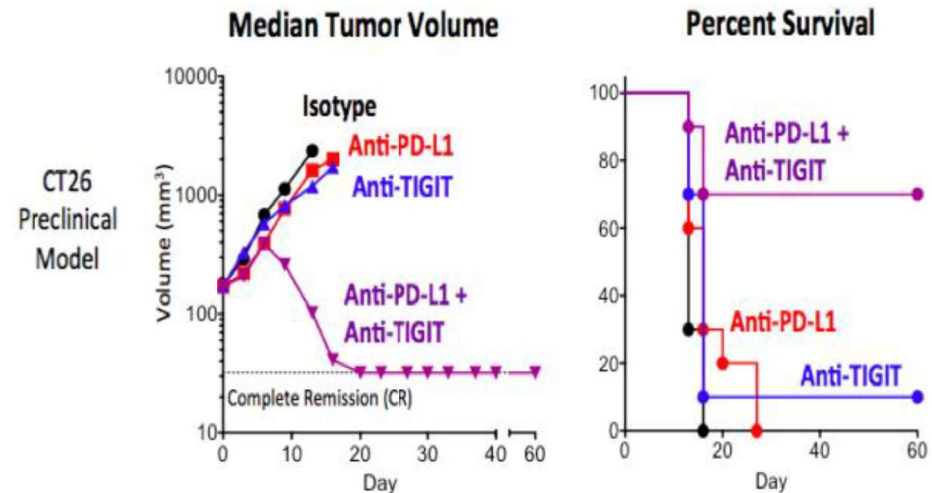 Median Tumor Volume
Percent Survival
CT26
Preclinical
Model
Volume (mm³)
10000
1000
100
10
Isotype
Anti-PD-L1
Anti-TIGIT
Anti-PD-L1 +
Anti-TIGIT
Complete Remission (CR)
0 10 20 30 40 60
Day
100
80
60
40
20
0
Anti-PD-L1 +
Anti-TIGIT
Anti-PD-L1
Anti-TIGIT
0 20 40 60
Day